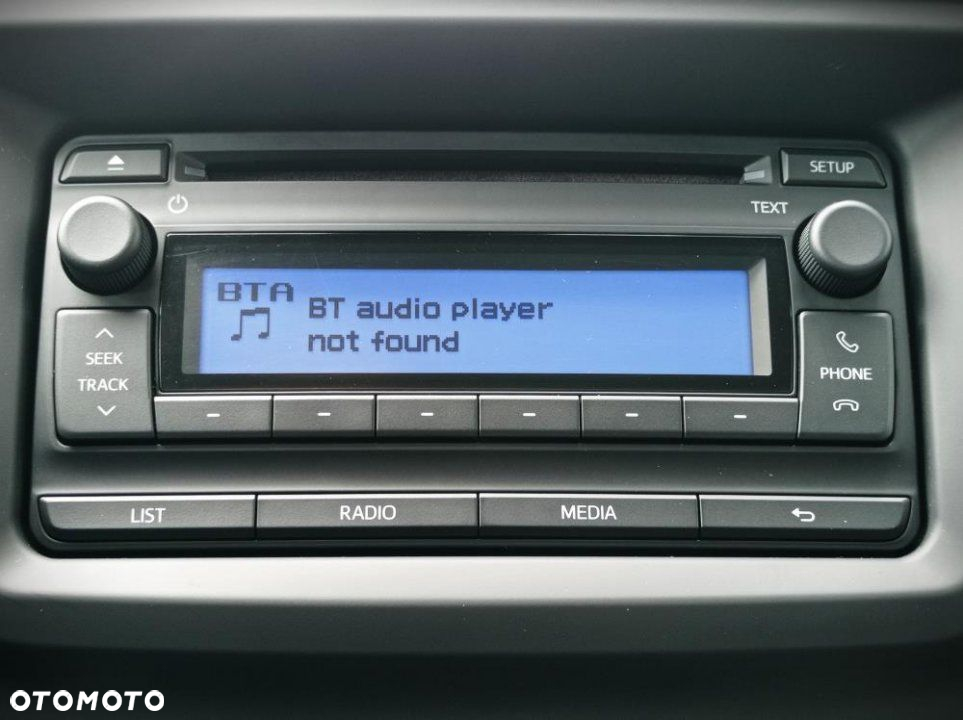 SETUP
TEXT
BTA
BT audio player
not found
SEEK
TRACK
PHONE
LIST
RADIO
MEDIA
OTOMOTO